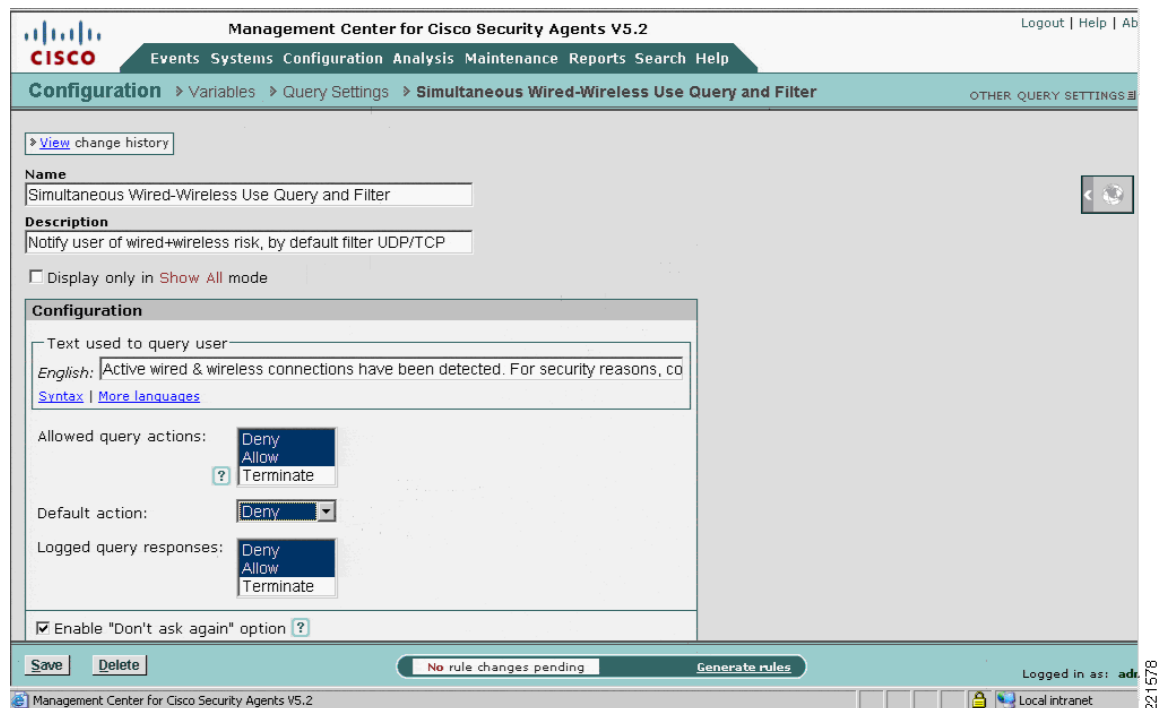 Management Center for Cisco Security Agents V5.2
Logout | Help | Ab
CISCO
Events Systems Configuration Analysis Maintenance Reports Search Help
Configuration > Variables > Query Settings > Simultaneous Wired-Wireless Use Query and Filter
OTHER QUERY SETTINGS
> View change history
Name
Simultaneous Wired-Wireless Use Query and Filter
Description
Notify user of wired+wireless risk, by default filter UDP/TCP
Display only in Show All mode
Configuration
Text used to query user
English: Active wired & wireless connections have been detected. For security reasons, co
Syntax | More languages
Allowed query actions:
Deny
Allow
? Terminate
Default action: Deny
Logged query responses:
Deny
Allow
Terminate
Enable "Don't ask again" option ?
Save Delete
No rule changes pending Generate rules
Logged in as: adr
Management Center for Cisco Security Agents V5.2
Local intranet
221578